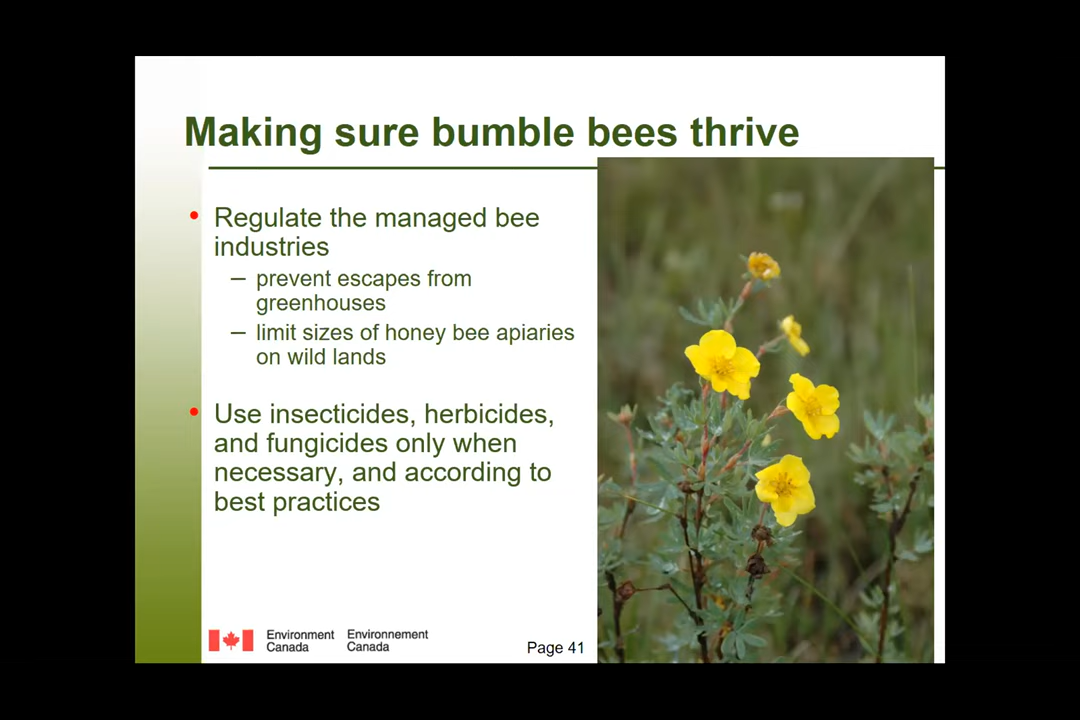 Making sure bumble bees thrive
• Regulate the managed bee
industries
– prevent escapes from
greenhouses
– limit sizes of honey bee apiaries
on wild lands
• Use insecticides, herbicides,
and fungicides only when
necessary, and according to
best practices
Environment Canada
Environnement Canada
Page 41